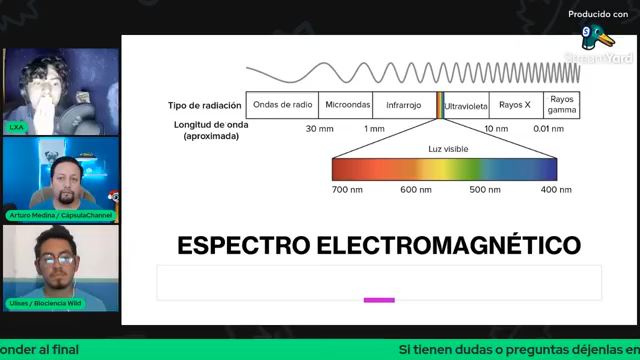 Producido con
StreamYard
LXA
Arturo Medina / CápsulaChannel
Ulises / Biociencia Wild
Tipo de radiación
Ondas de radio
Microondas
infrarrojo
Ultravioleta
Rayos X
Rayos gamma
Longitud de onda
(aproximada)
30 mm
1 mm
10 nm
0.01 nm
Luz visible
700 nm
600 nm
500 nm
400 nm
ESPECTRO ELECTROMAGNÉTICO
onder al final
Si tienen dudas o preguntas déjenlas en